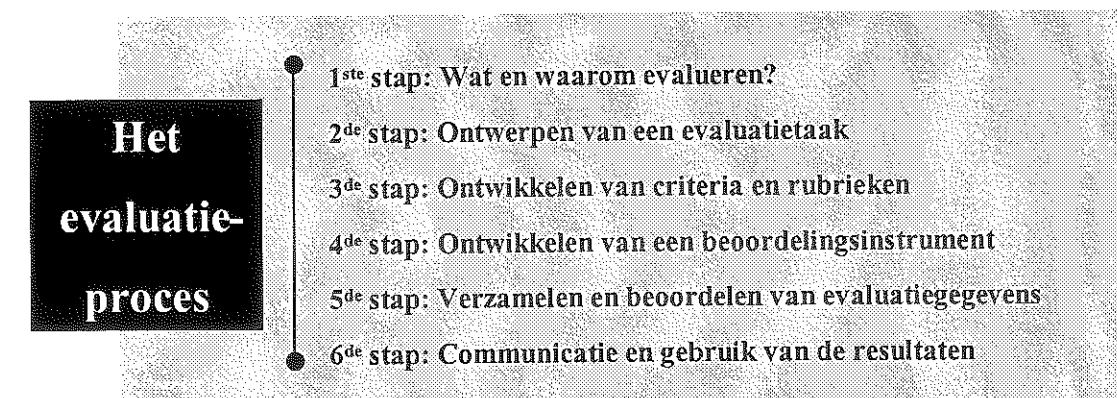 Het
evaluatie-
proces
1ste stap: Wat en waarom evalueren?
2de stap: Ontwerpen van een evaluatietaak
3de stap: Ontwikkelen van criteria en rubrieken
4de stap: Ontwikkelen van een beoordelingsinstrument
5de stap: Verzamelen en beoordelen van evaluatiegegevens
6de stap: Communicatie en gebruik van de resultaten